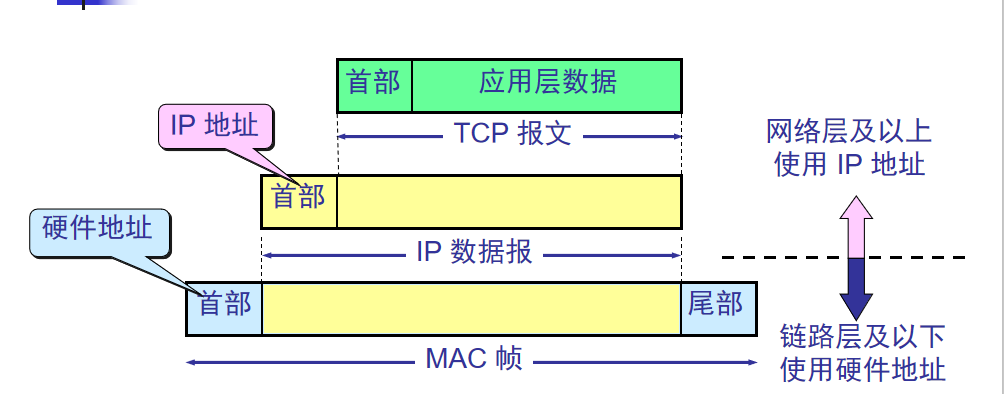 首部
应用层数据
IP 地址
TCP 报文
网络层及以上
使用 IP 地址
首部
硬件地址
IP 数据报
首部
尾部
链路层及以下
使用硬件地址
MAC 帧